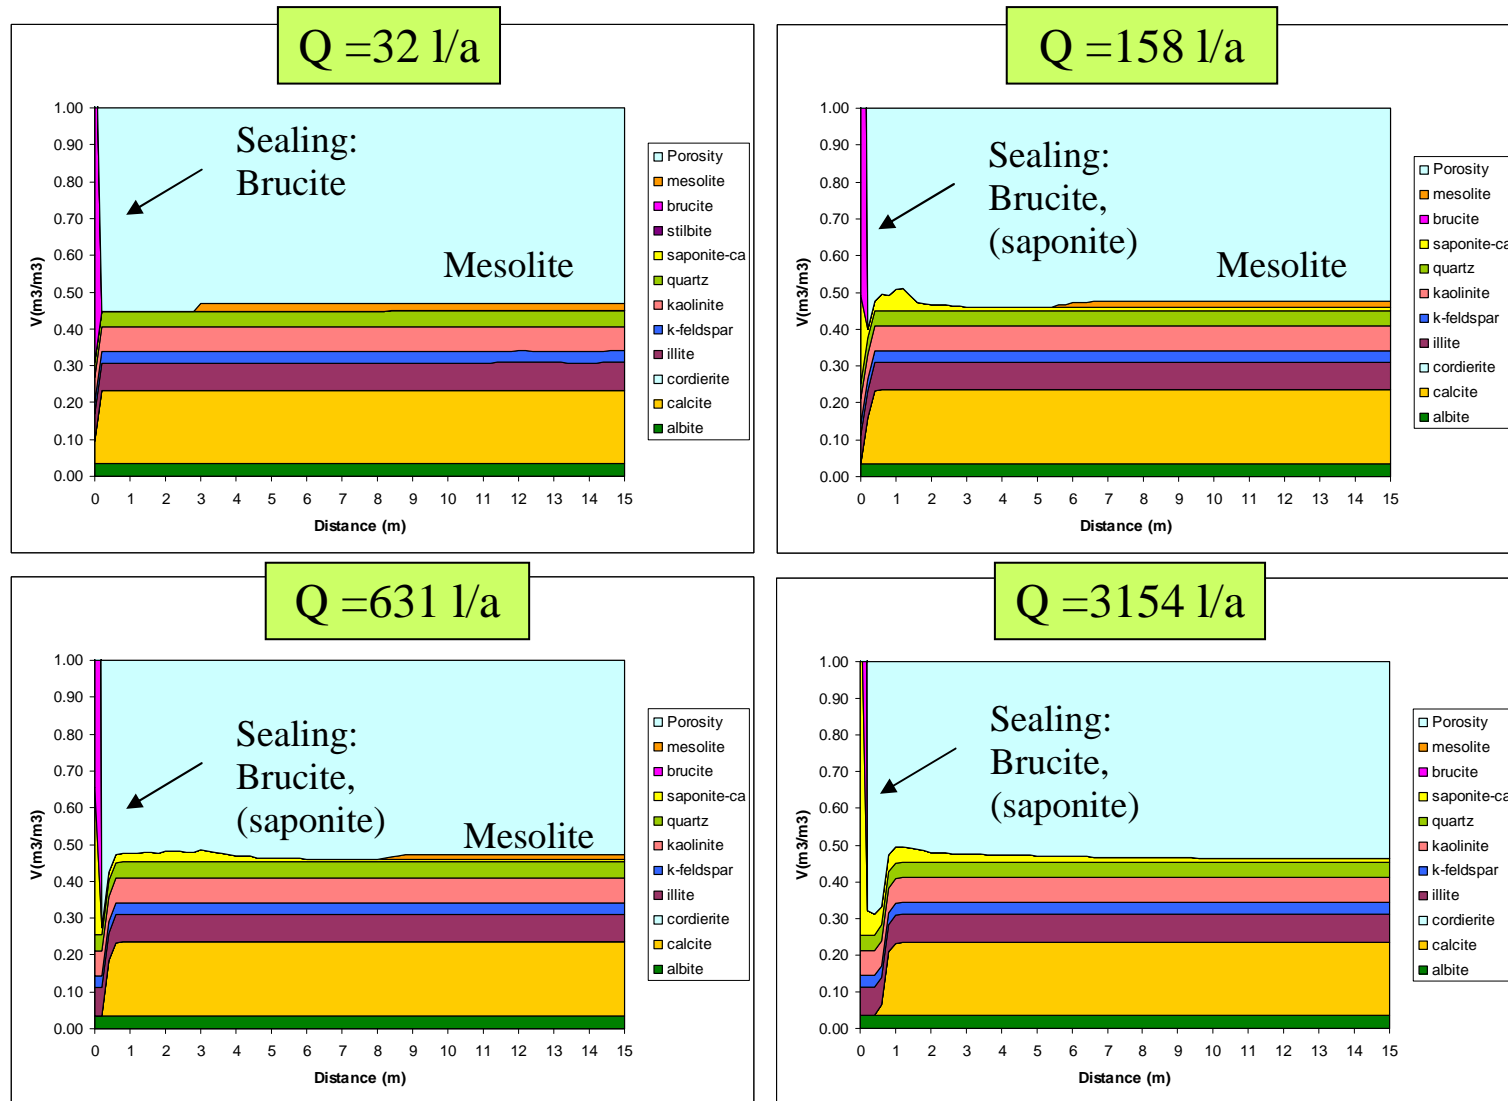 Q =32 l/a
V(m3/m3)
1.00
0.90
0.80
0.70
0.60
0.50
0.40
0.30
0.20
0.10
0.00
Sealing:
Brucite
Mesolite
0 1 2 3 4 5 6 7 8 9 10 11 12 13 14 15
Distance (m)
Porosity
mesolite
brucite
stilbite
saponite-ca
quartz
kaolinite
k-feldspar
illite
cordierite
calcite
albite
Q =158 l/a
V(m3/m3)
1.00
0.90
0.80
0.70
0.60
0.50
0.40
0.30
0.20
0.10
0.00
Sealing:
Brucite,
(saponite)
Mesolite
0 1 2 3 4 5 6 7 8 9 10 11 12 13 14 15
Distance (m)
Porosity
mesolite
brucite
saponite-ca
quartz
kaolinite
k-feldspar
illite
cordierite
calcite
albite
Q =631 l/a
V(m3/m3)
1.00
0.90
0.80
0.70
0.60
0.50
0.40
0.30
0.20
0.10
0.00
Sealing:
Brucite,
(saponite)
Mesolite
0 1 2 3 4 5 6 7 8 9 10 11 12 13 14 15
Distance (m)
Porosity
mesolite
brucite
saponite-ca
quartz
kaolinite
k-feldspar
illite
cordierite
calcite
albite
Q =3154 l/a
V(m3/m3)
1.00
0.90
0.80
0.70
0.60
0.50
0.40
0.30
0.20
0.10
0.00
Sealing:
Brucite,
(saponite)
0 1 2 3 4 5 6 7 8 9 10 11 12 13 14 15
Distance (m)
Porosity
mesolite
brucite
saponite-ca
quartz
kaolinite
k-feldspar
illite
cordierite
calcite
albite